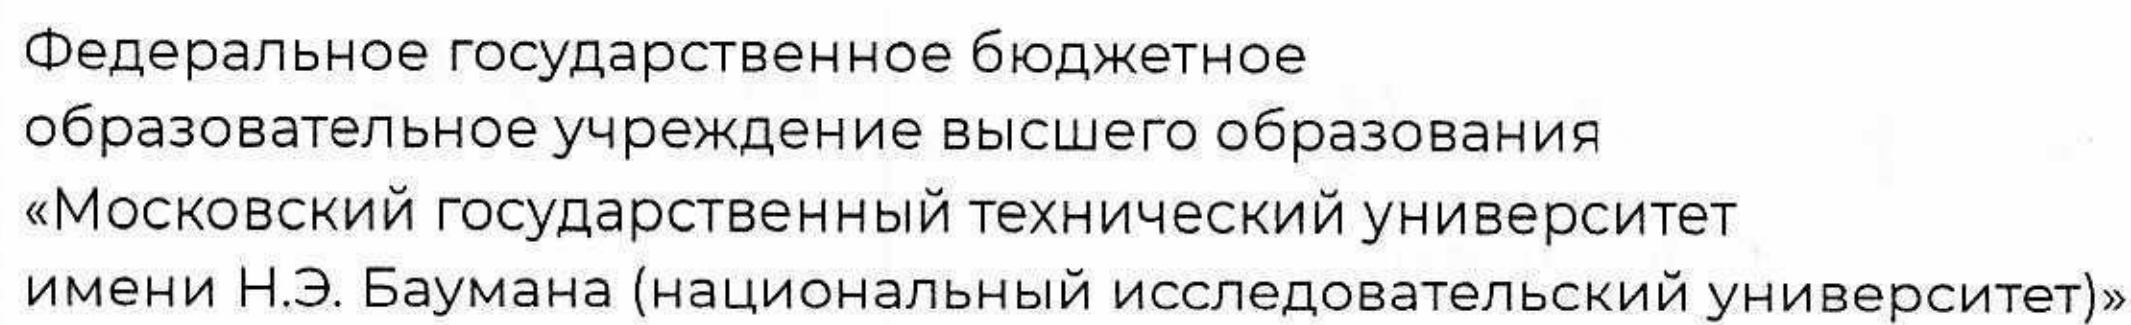 Федеральное государственное бюджетное
образовательное учреждение высшего образования
«Московский государственный технический университет
имени Н.Э. Баумана (национальный исследовательский университет)»